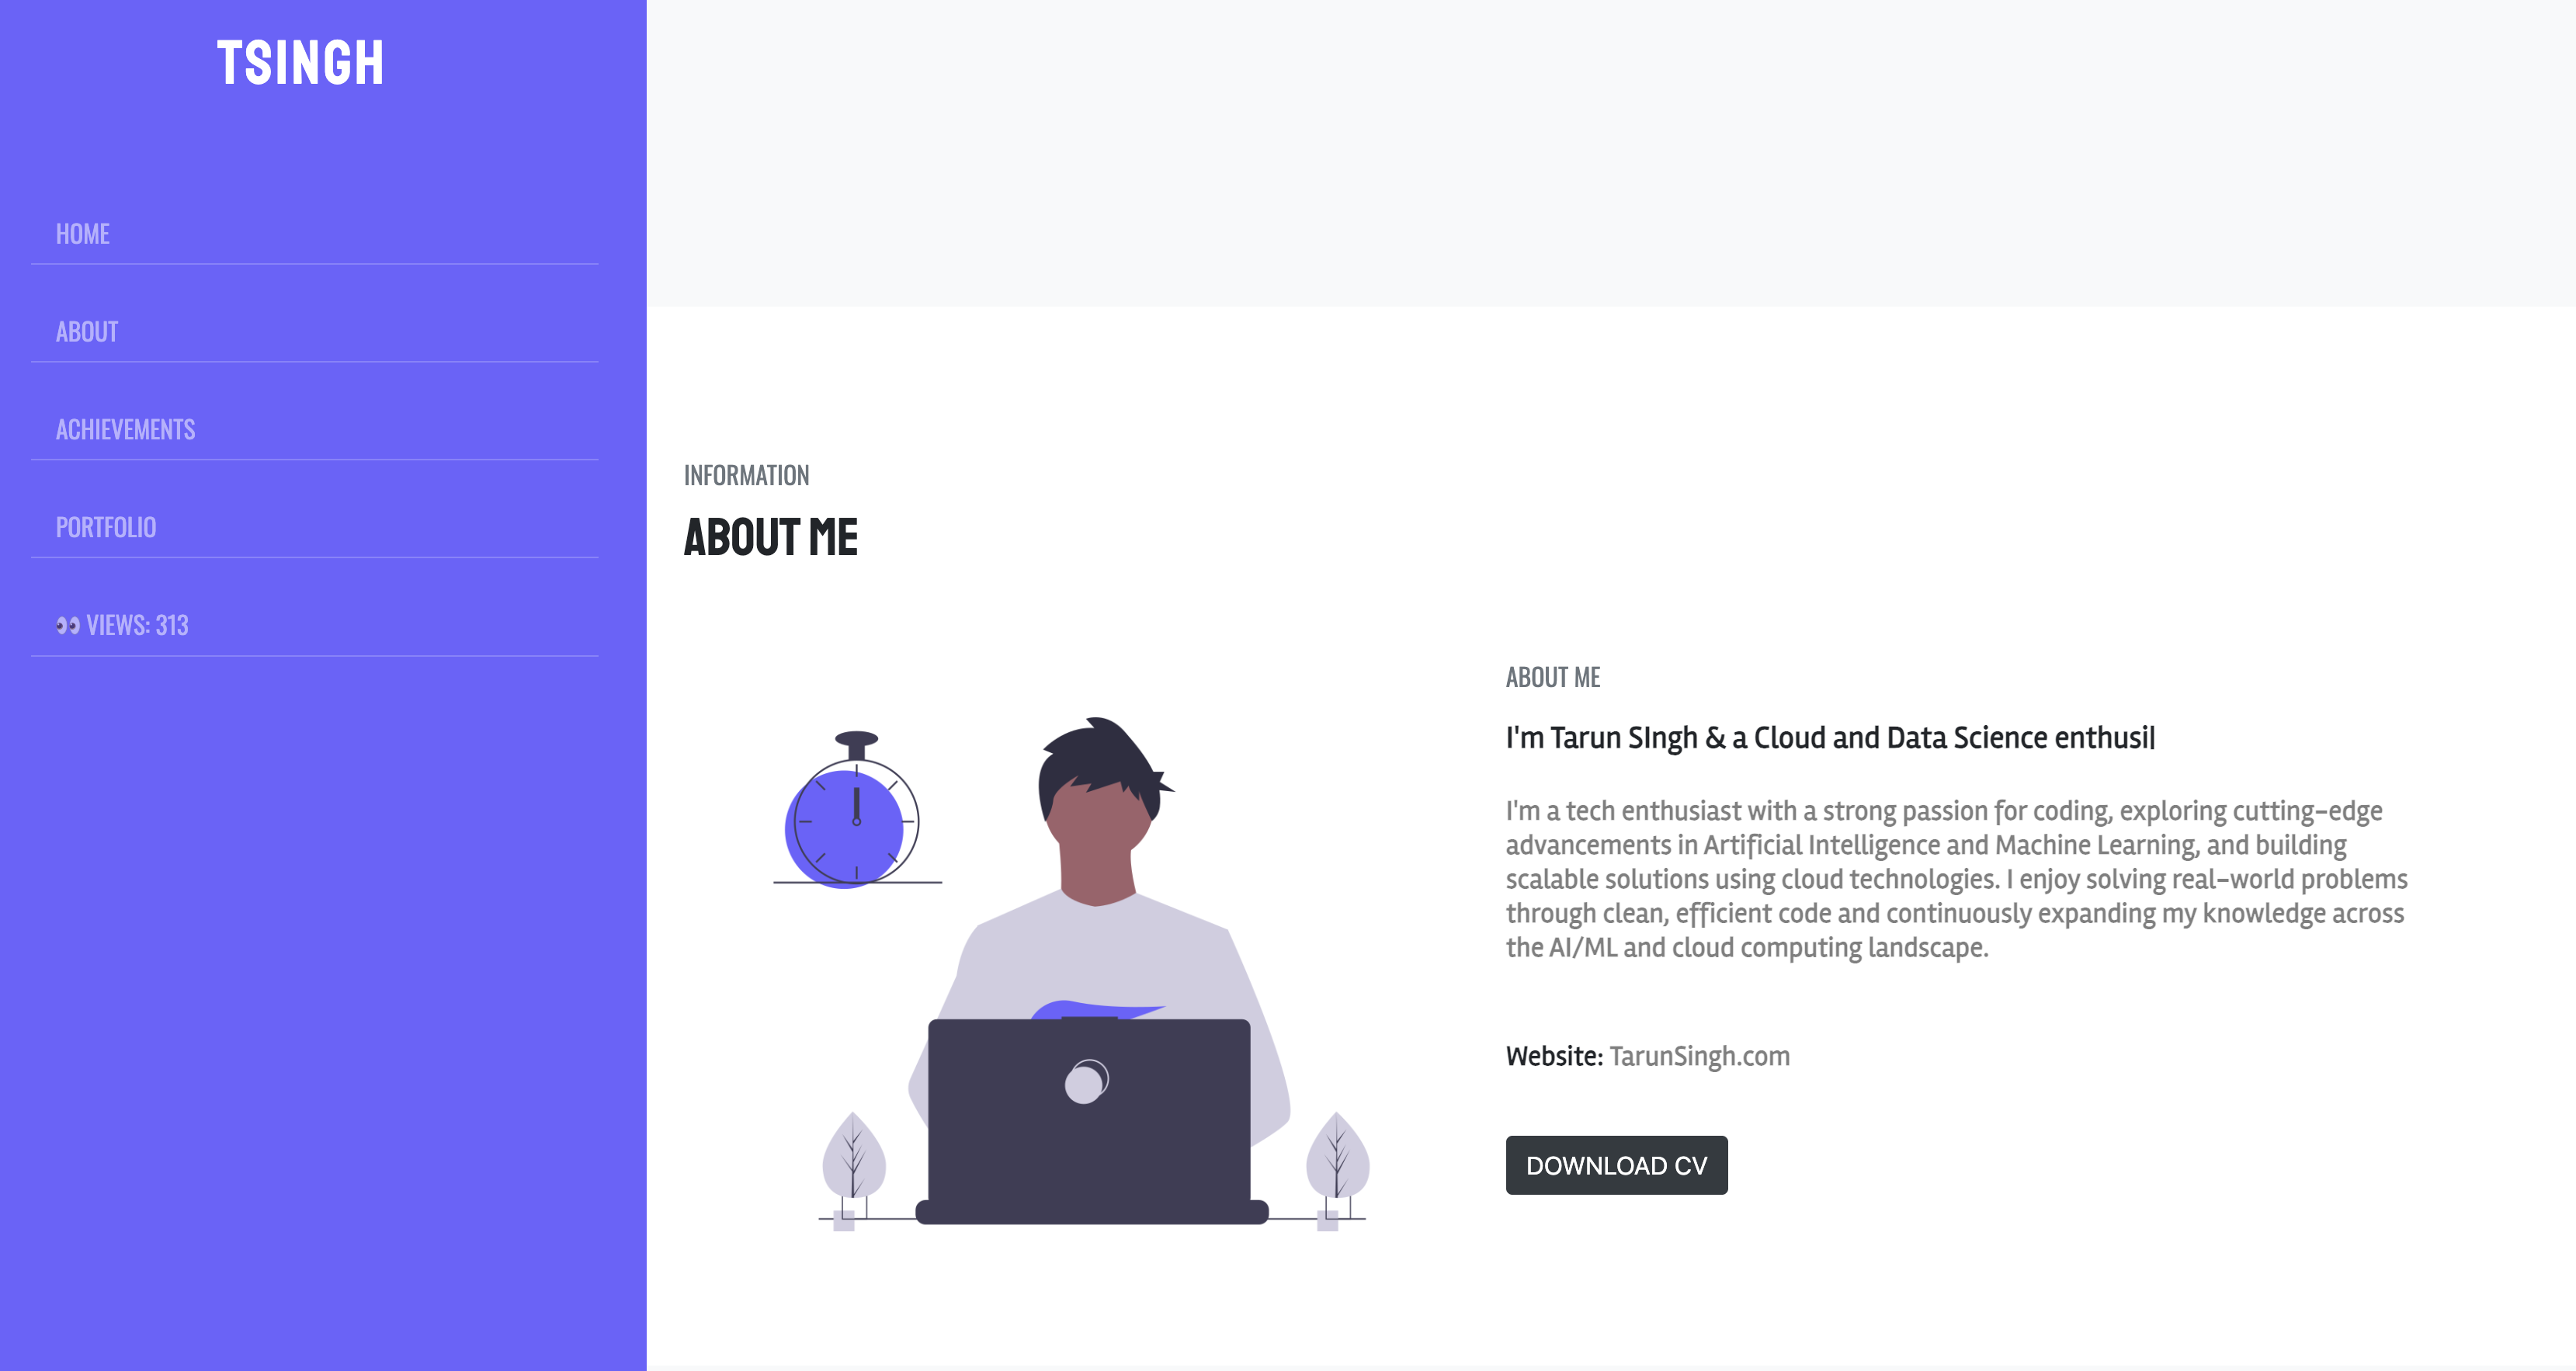 TSINGH
HOME
ABOUT
ACHIEVEMENTS
PORTFOLIO
👀 VIEWS: 313
INFORMATION
ABOUT ME
ABOUT ME
I'm Tarun SIngh & a Cloud and Data Science enthusi|
I'm a tech enthusiast with a strong passion for coding, exploring cutting-edge
advancements in Artificial Intelligence and Machine Learning, and building
scalable solutions using cloud technologies. I enjoy solving real-world problems
through clean, efficient code and continuously expanding my knowledge across
the AI/ML and cloud computing landscape.
Website: TarunSingh.com
DOWNLOAD CV